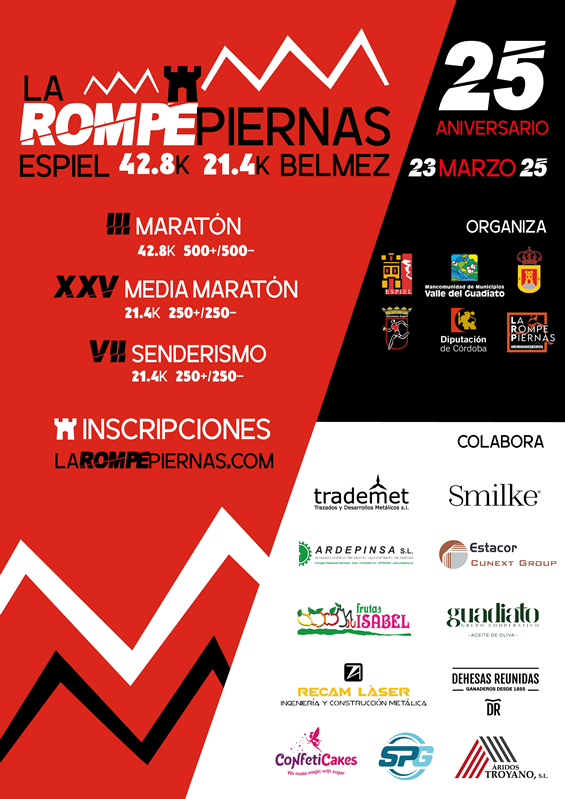 LA
ROMPEPIERNAS
ESPIEL 42.8K 21.4K BELMEZ
25
ANIVERSARIO
23 MARZO 25
III MARATÓN
42.8K 500+/500-
XXV MEDIA MARATÓN
21.4K 250+/250-
VII SENDERISMO
21.4K 250+/250-
INSCRIPCIONES
LAROMPEPIERNAS.COM
ORGANIZA
ESPIEL
Mancomunidad de Municipios
Valle del Guadiato
Diputación
de Córdoba
LA
ROMPE
PIERNAS
COLABORA
trademet
Trazados y Desarrollos Metálicos s.l.
Smilke
ARDEPINSA S.L.
Estacor
CUNEXT GROUP
frutas
ISABEL
guadiato
GRUPO COOPERATIVO
-ACEITE DE OLIVA-
RECAM LÀSER
INGENIERÍA Y CONSTRUCCIÓN METÁLICA
DEHESAS REUNIDAS
GANADEROS DESDE 1855
DR
CONFETiCAKES
We make magic with sugar
SPG
ÁRIDOS
TROYANO, S.L.